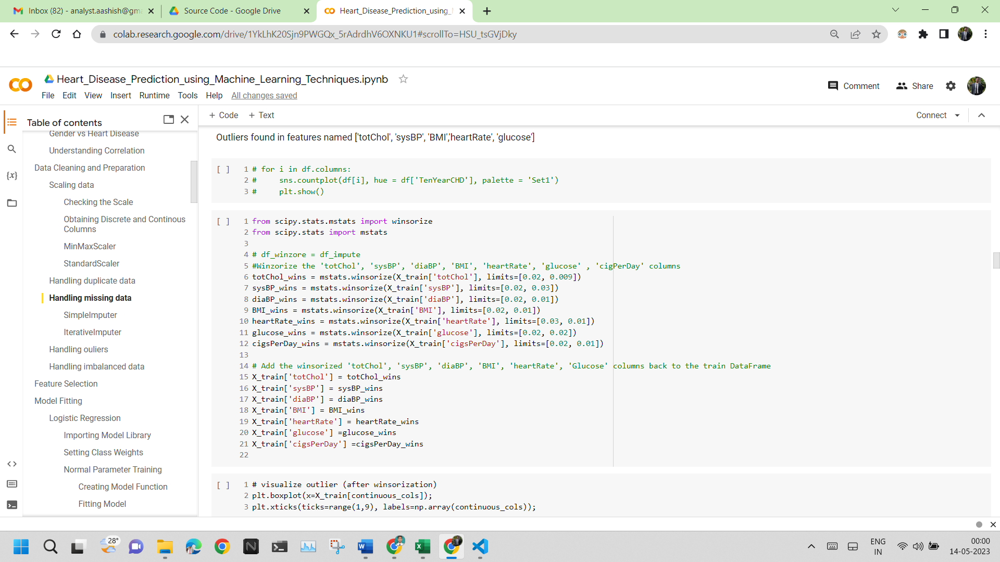 Inbox (82) - analyst.aashish@gm
Source Code - Google Drive
Heart_Disease_Prediction_using_
colab.research.google.com/drive/1YkLhK20Sjn9PWGQx_5rAdrdhV6OXNKU1#scrollTo=HSU_tsGVjDky
Heart_Disease_Prediction_using_Machine_Learning_Techniques.ipynb
File Edit View Insert Runtime Tools Help All changes saved
Comment Share
Table of contents
Gender vs Heart Disease
Understanding Correlation
Data Cleaning and Preparation
Scaling data
Checking the Scale
Obtaining Discrete and Continous
Columns
MinMaxScaler
StandardScaler
Handling duplicate data
Handling missing data
SimpleImputer
IterativeImputer
Handling ouliers
Handling imbalanced data
Feature Selection
Model Fitting
Logistic Regression
Importing Model Library
Setting Class Weights
Normal Parameter Training
Creating Model Function
Fitting Model
+ Code + Text
Connect
Outliers found in features named ['totChol', 'sysBP', 'BMI','heartRate', 'glucose']
[ ] 1 # for i in df.columns:
2 #     sns.countplot(df[i], hue = df['TenYearCHD'], palette = 'Set1')
3 #     plt.show()
[ ] 1 from scipy.stats.mstats import winsorize
2 from scipy.stats import mstats
3
4 # df_winzore = df_impute
5 #Winzorize the 'totChol', 'sysBP', 'diaBP', 'BMI', 'heartRate', 'glucose' , 'cigPerDay' columns
6 totChol_wins = mstats.winsorize(X_train['totChol'], limits=[0.02, 0.009])
7 sysBP_wins = mstats.winsorize(X_train['sysBP'], limits=[0.02, 0.03])
8 diaBP_wins = mstats.winsorize(X_train['diaBP'], limits=[0.02, 0.01])
9 BMI_wins = mstats.winsorize(X_train['BMI'], limits=[0.02, 0.01])
10 heartRate_wins = mstats.winsorize(X_train['heartRate'], limits=[0.03, 0.01])
11 glucose_wins = mstats.winsorize(X_train['glucose'], limits=[0.02, 0.02])
12 cigsPerDay_wins = mstats.winsorize(X_train['cigsPerDay'], limits=[0.02, 0.01])
13
14 # Add the winsorized 'totChol', 'sysBP', 'diaBP', 'BMI', 'heartRate', 'Glucose' columns back to the train DataFrame
15 X_train['totChol'] = totChol_wins
16 X_train['sysBP'] = sysBP_wins
17 X_train['diaBP'] = diaBP_wins
18 X_train['BMI'] = BMI_wins
19 X_train['heartRate'] = heartRate_wins
20 X_train['glucose'] =glucose_wins
21 X_train['cigsPerDay'] =cigsPerDay_wins
22
[ ] 1 # visualize outlier (after winsorization)
2 plt.boxplot(x=X_train[continuous_cols]);
3 plt.xticks(ticks=range(1,9), labels=np.array(continuous_cols));
28°
ENG
IN
00:00
14-05-2023